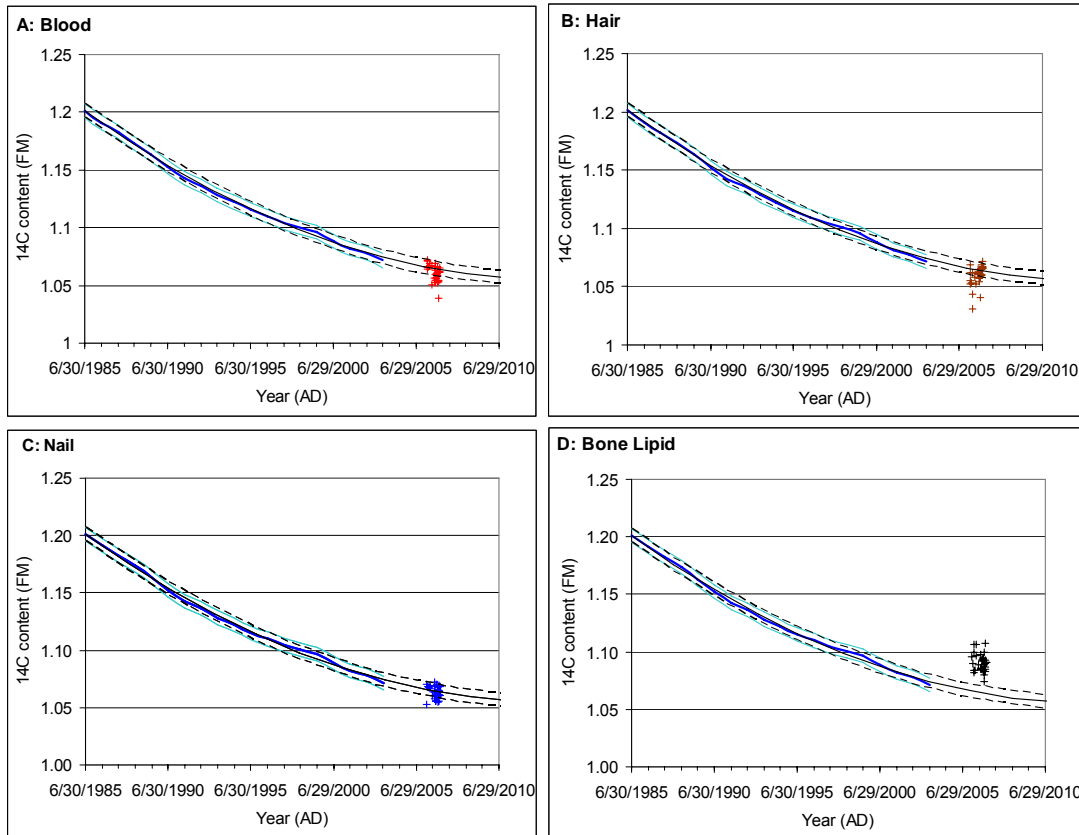 A: Blood
1.25
1.2
1.15
1.1
1.05
1
14C content (FM)
6/30/1985 6/30/1990 6/30/1995 6/29/2000 6/29/2005 6/29/2010
Year (AD)
B: Hair
1.25
1.2
1.15
1.1
1.05
1
14C content (FM)
6/30/1985 6/30/1990 6/30/1995 6/29/2000 6/29/2005 6/29/2010
Year (AD)
C: Nail
1.25
1.20
1.15
1.10
1.05
1.00
14C content (FM)
6/30/1985 6/30/1990 6/30/1995 6/29/2000 6/29/2005 6/29/2010
Year (AD)
D: Bone Lipid
1.25
1.20
1.15
1.10
1.05
1.00
14C content (FM)
6/30/1985 6/30/1990 6/30/1995 6/29/2000 6/29/2005 6/29/2010
Year (AD)